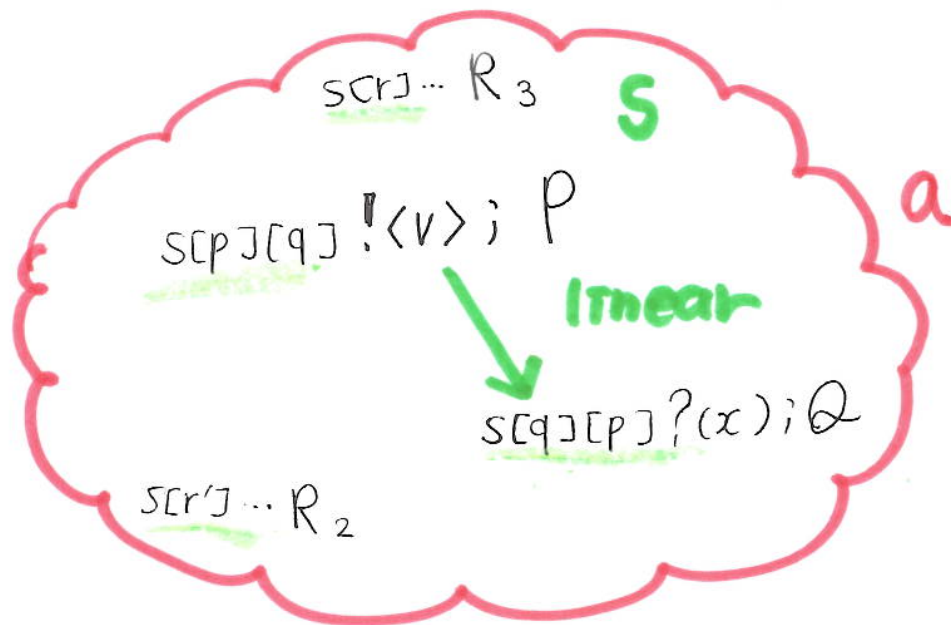 s[r]... R3
S
a
s[p][q]!<v>; P
linear
s[q][p]?(x); Q
s[r']... R2